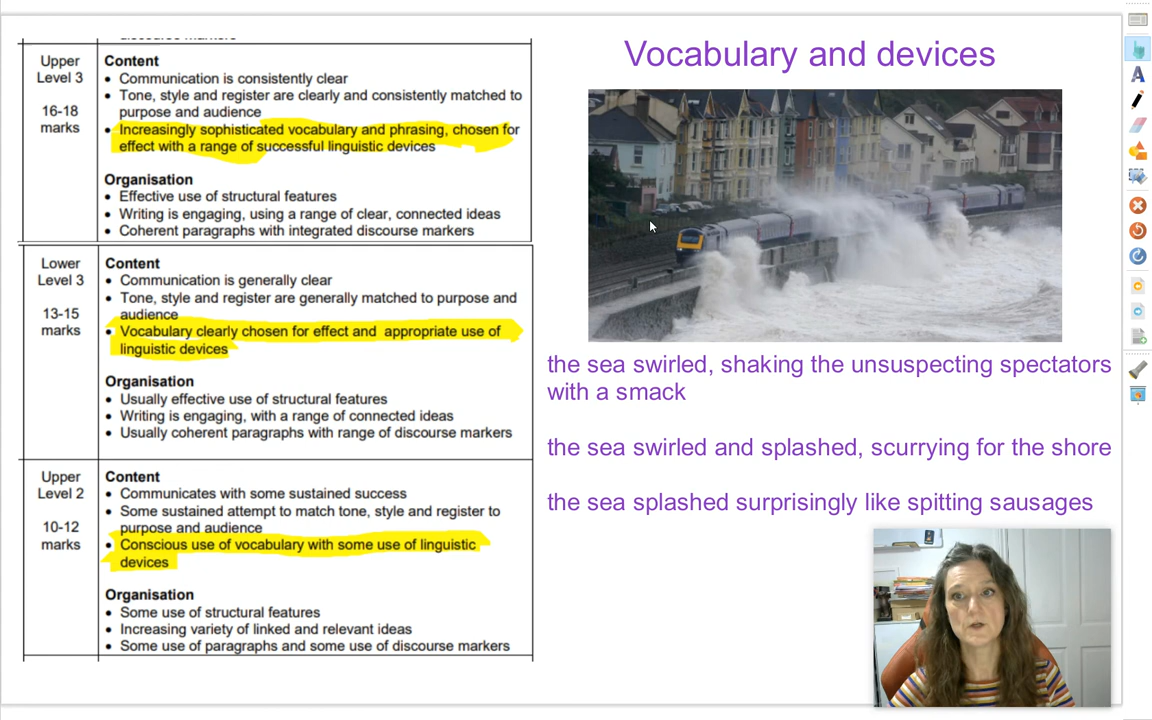 discourse markers
Upper
Level 3
16-18
marks
Content
• Communication is consistently clear
• Tone, style and register are clearly and consistently matched to
purpose and audience
• Increasingly sophisticated vocabulary and phrasing, chosen for
effect with a range of successful linguistic devices
Organisation
• Effective use of structural features
• Writing is engaging, using a range of clear, connected ideas
• Coherent paragraphs with integrated discourse markers
Lower
Level 3
13-15
marks
Content
• Communication is generally clear
• Tone, style and register are generally matched to purpose and
audience
• Vocabulary clearly chosen for effect and appropriate use of
linguistic devices
Organisation
• Usually effective use of structural features
• Writing is engaging, with a range of connected ideas
• Usually coherent paragraphs with range of discourse markers
Upper
Level 2
10-12
marks
Content
• Communicates with some sustained success
• Some sustained attempt to match tone, style and register to
purpose and audience
• Conscious use of vocabulary with some use of linguistic
devices
Organisation
• Some use of structural features
• Increasing variety of linked and relevant ideas
• Some use of paragraphs and some use of discourse markers
Vocabulary and devices
the sea swirled, shaking the unsuspecting spectators
with a smack
the sea swirled and splashed, scurrying for the shore
the sea splashed surprisingly like spitting sausages
A